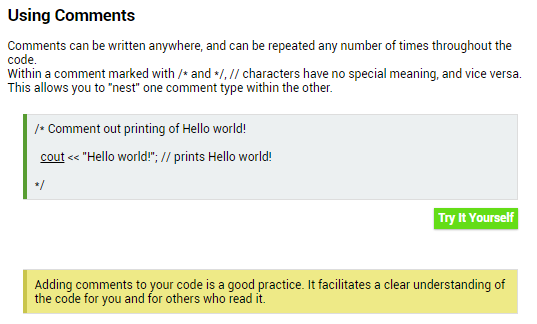 Using Comments
Comments can be written anywhere, and can be repeated any number of times throughout the
code.
Within a comment marked with /* and */, // characters have no special meaning, and vice versa.
This allows you to "nest" one comment type within the other.
/* Comment out printing of Hello world!
cout << "Hello world!"; // prints Hello world!
*/
Try It Yourself
Adding comments to your code is a good practice. It facilitates a clear understanding of
the code for you and for others who read it.